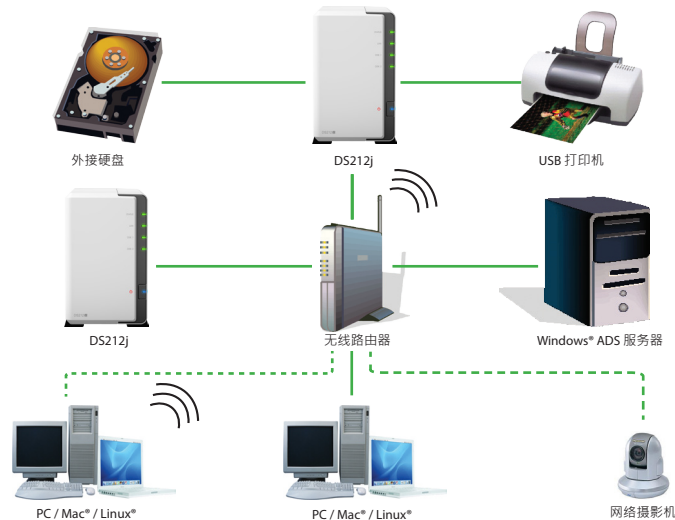 外接硬盘
DS212j
USB 打印机
DS212j
无线路由器
Windows® ADS 服务器
PC / Mac® / Linux®
PC / Mac® / Linux®
网络摄影机